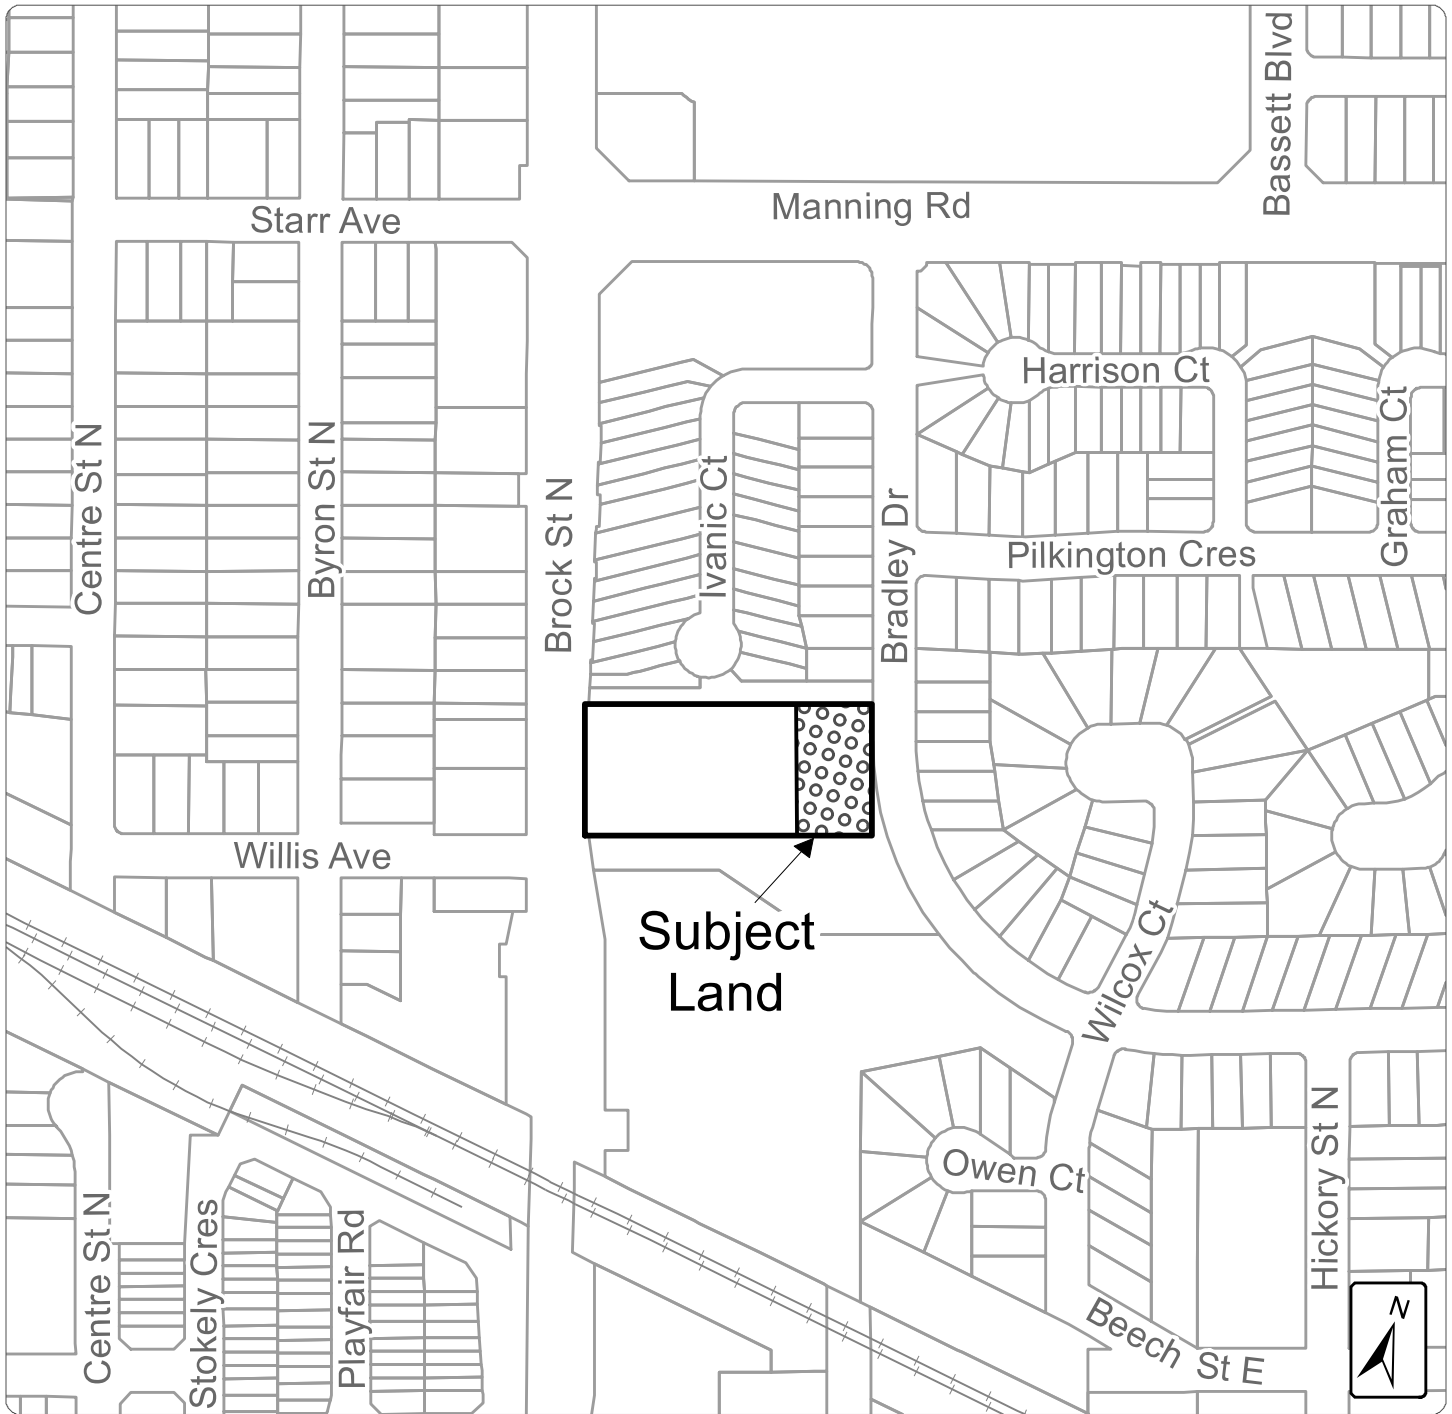 Bassett Blvd
Manning Rd
Starr Ave
Harrison Ct
Graham Ct
Centre St N
Byron St N
Brock St N
Ivanic Ct
Bradley Dr
Pilkington Cres
Willis Ave
Subject
Land
Wilcox Ct
Owen Ct
Hickory St N
Centre St N
Stokely Cres
Playfair Rd
Beech St E
N